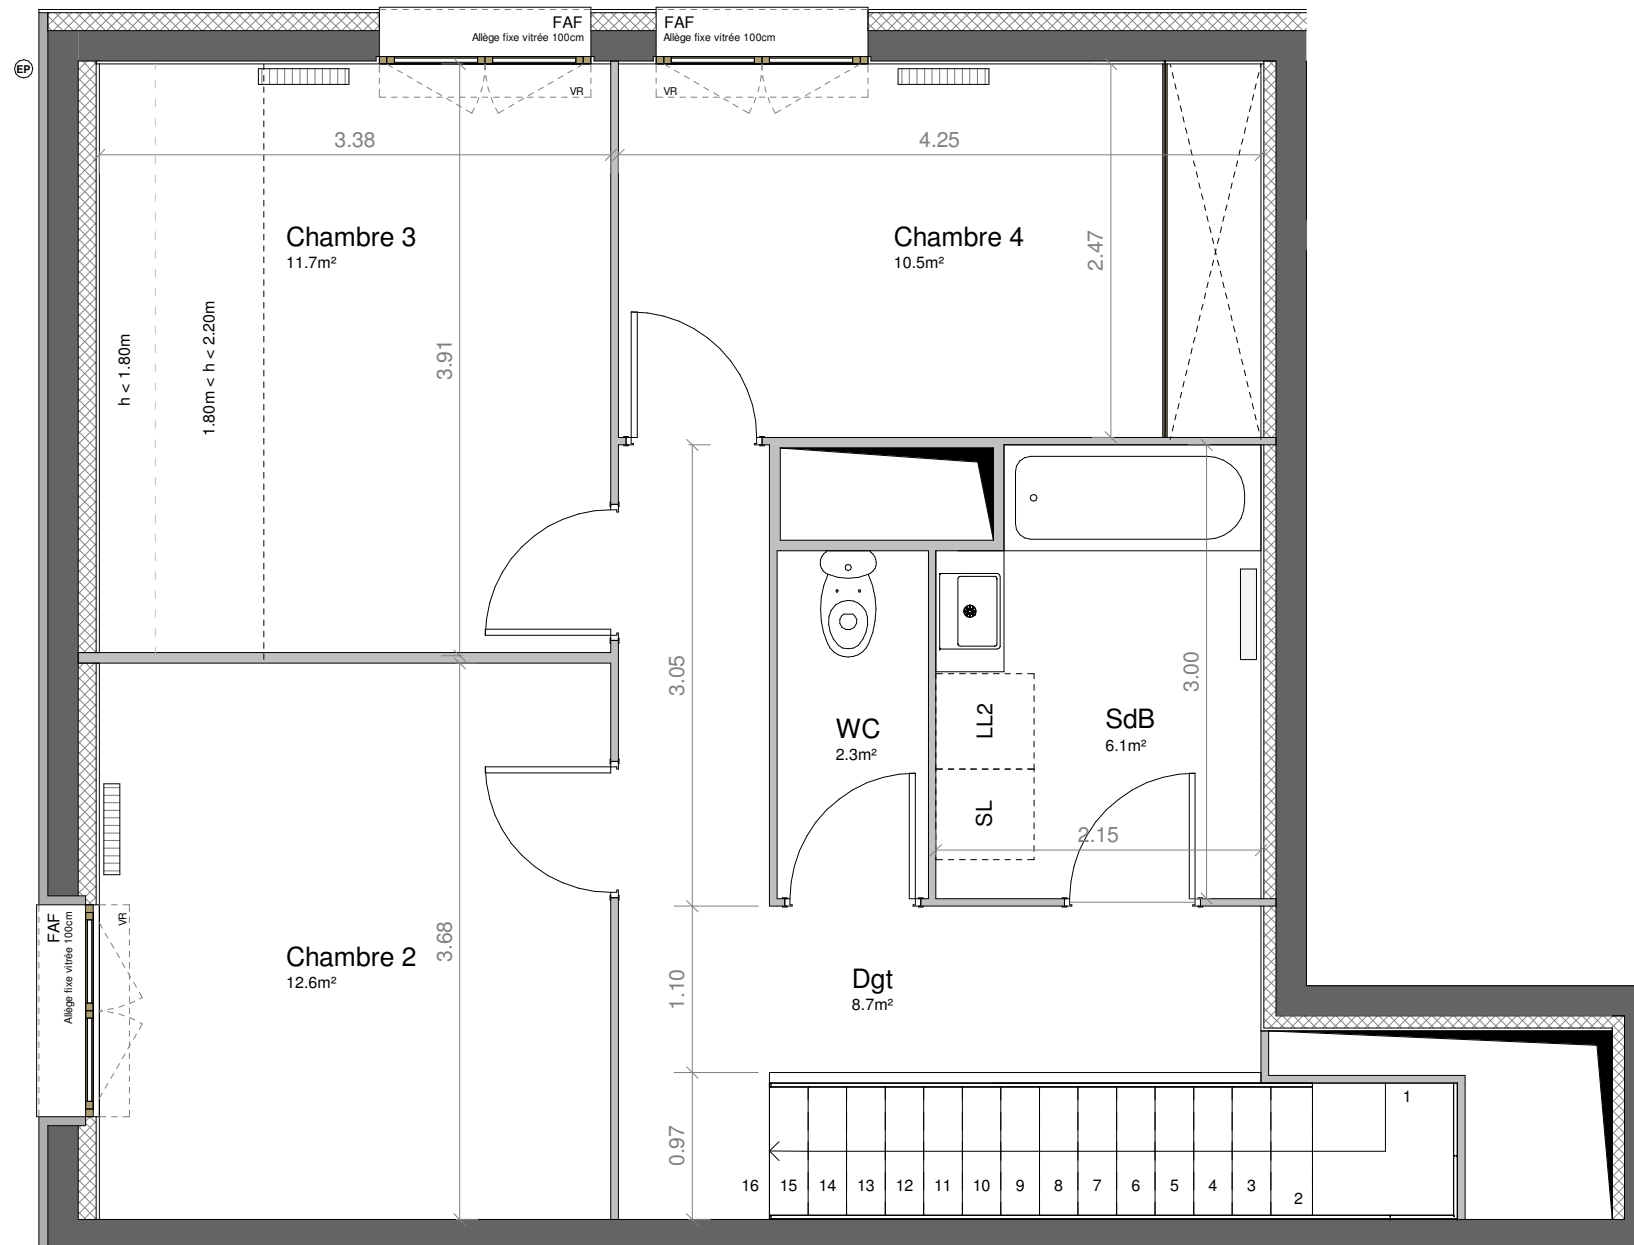 FAF
Allège fixe vitrée 100cm
FAF
Allège fixe vitrée 100cm
EP
VR
VR
3.38
4.25
Chambre 3
11.7m²
Chambre 4
10.5m²
2.47
h < 1.80m
1.80m < h < 2.20m
3.91
3.05
3.00
LL2
SdB
6.1m²
WC
2.3m²
SL
2.15
FAF
Allège fixe vitrée 100cm
VR
Chambre 2
12.6m²
3.68
1.10
Dgt
8.7m²
0.97
1
16 15 14 13 12 11 10 9 8 7 6 5 4 3 2